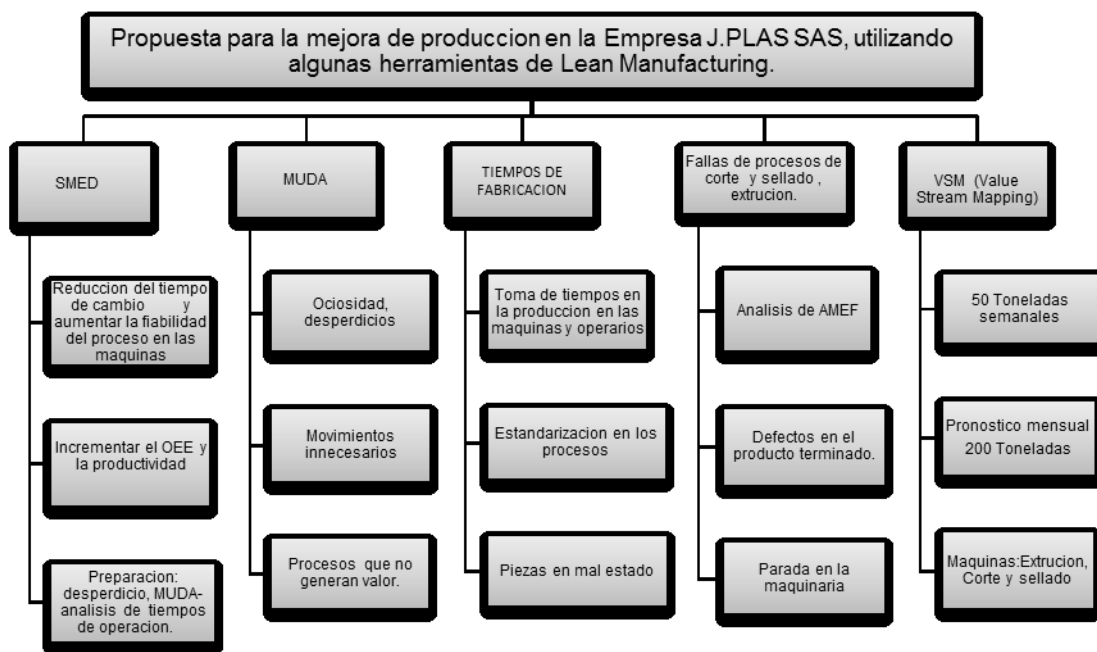 Propuesta para la mejora de produccion en la Empresa J.PLAS SAS, utilizando
algunas herramientas de Lean Manufacturing.
SMED
Reduccion del tiempo
de cambio y
aumentar la fiabilidad
del proceso en las
maquinas
Incrementar el OEE y
la productividad
Preparacion:
desperdicio, MUDA-
analisis de tiempos
de operacion.
MUDA
Ociosidad,
desperdicios
Movimientos
innecesarios
Procesos que no
generan valor.
TIEMPOS DE
FABRICACION
Toma de tiempos en
la produccion en las
maquinas y operarios
Estandarizacion en los
procesos
Piezas en mal estado
Fallas de procesos de
corte y sellado ,
extrucion.
Analisis de AMEF
Defectos en el
producto terminado.
Parada en la
maquinaria
VSM (Value
Stream Mapping)
50 Toneladas
semanales
Pronostico mensual
200 Toneladas
Maquinas:Extrucion,
Corte y sellado